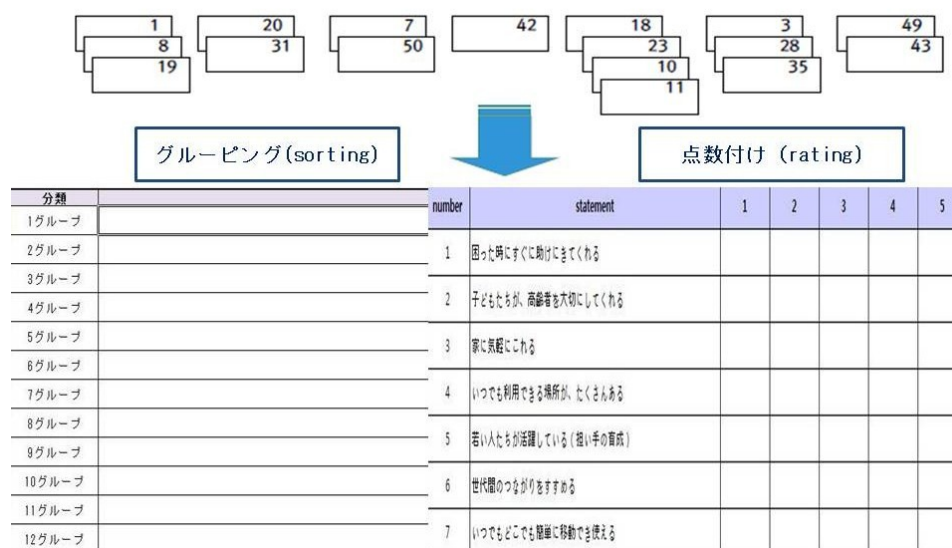 1 20 7 42 18 3 49
8 31 50 23 28 43
19 10 35
11
グルーピング(sorting)
点数付け (rating)
分類
1グループ
2グループ
3グループ
4グループ
5グループ
6グループ
7グループ
8グループ
9グループ
10グループ
11グループ
12グループ
number statement 1 2 3 4 5
1 困った時にすぐに助けにきてくれる
2 子どもたちが、高齢者を大切にしてくれる
3 家に気軽にこれる
4 いつでも利用できる場所が、たくさんある
5 若い人たちが活躍している(担い手の育成)
6 世代間のつながりをすすめる
7 いつでもどこでも簡単に移動でき使える